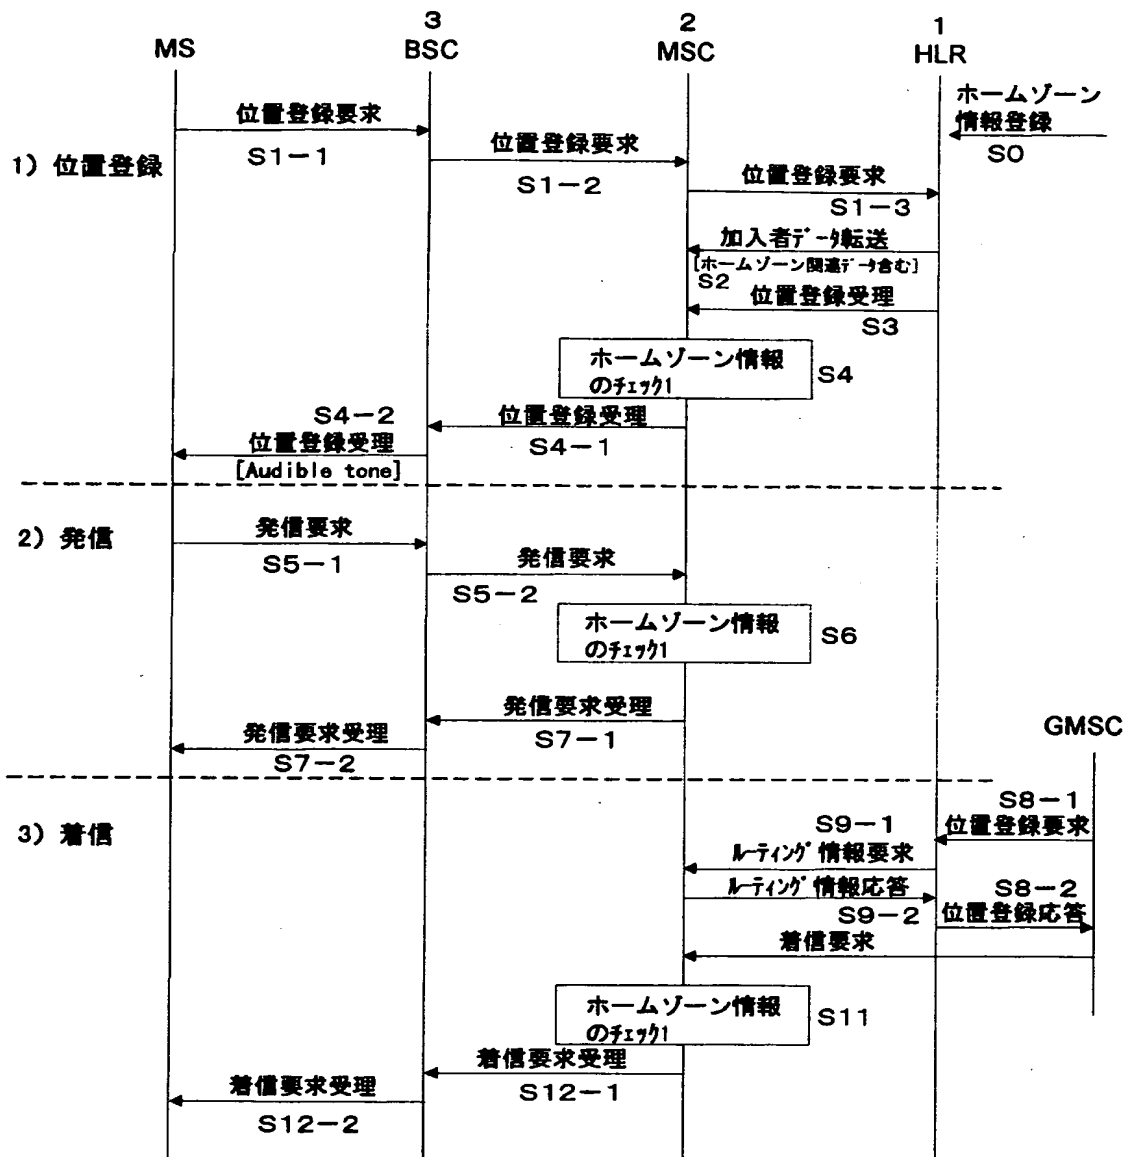 3
2
1
MS
BSC
MSC
HLR
ホームゾーン
情報登録
S0
1) 位置登録
位置登録要求
S1-1
位置登録要求
S1-2
位置登録要求
S1-3
加入者データ転送
[ホームゾーン関連データ含む]
S2
位置登録受理
S3
ホームゾーン情報
のチェック1
S4
位置登録受理
S4-1
S4-2
位置登録受理
[Audible tone]
2) 発信
発信要求
S5-1
発信要求
S5-2
ホームゾーン情報
のチェック1
S6
発信要求受理
S7-1
発信要求受理
S7-2
GMSC
3) 着信
S8-1
位置登録要求
S9-1
ルーティング情報要求
ルーティング情報応答
S9-2
S8-2
位置登録応答
着信要求
ホームゾーン情報
のチェック1
S11
着信要求受理
S12-1
着信要求受理
S12-2